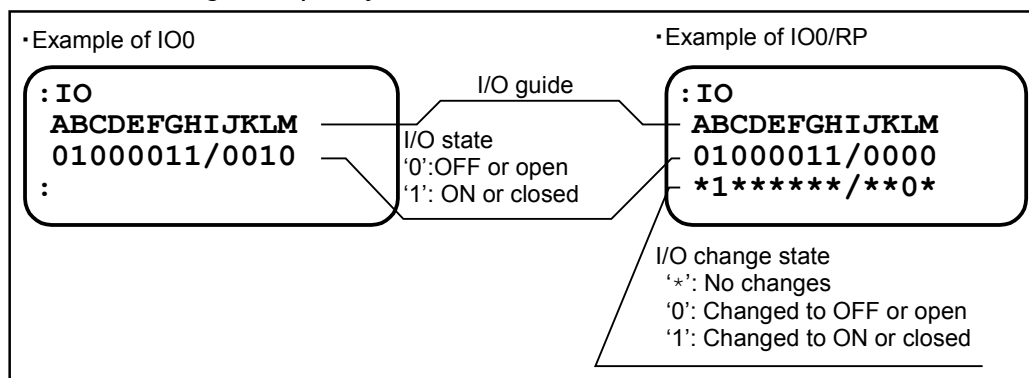 ・Example of IO0
:IO
ABCDEFGHIJKLM
01000011/0010
:
I/O guide
I/O state
‘0’:OFF or open
‘1’: ON or closed
・Example of IO0/RP
:IO
ABCDEFGHIJKLM
01000011/0000
*1******/**0*
I/O change state
‘*’: No changes
‘0’: Changed to OFF or open
‘1’: Changed to ON or closed